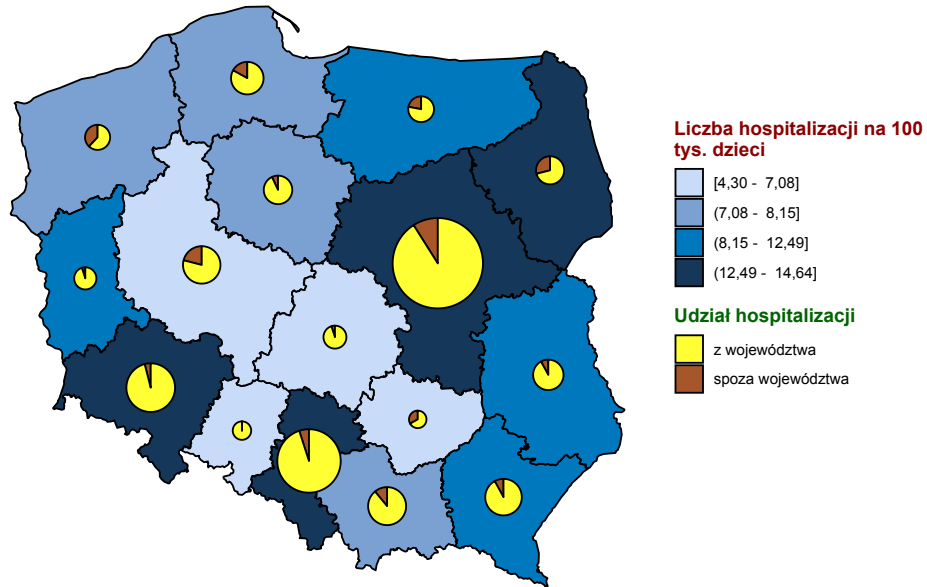 Liczba hospitalizacji na 100
tys. dzieci
[4,30 - 7,08]
(7,08 - 8,15]
(8,15 - 12,49]
(12,49 - 14,64]
Udział hospitalizacji
z województwa
spoza województwa